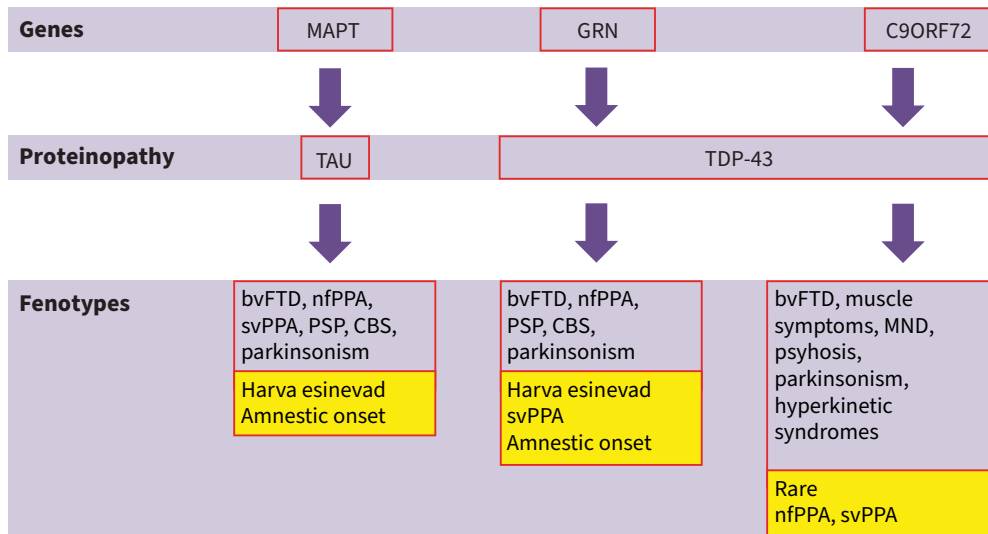 Genes
MAPT
GRN
C9ORF72
Proteinopathy
TAU
TDP-43
Fenotypes
bvFTD, nfPPA,
svPPA, PSP, CBS,
parkinsonism
Harva esinevad
Amnestic onset
bvFTD, nfPPA,
PSP, CBS,
parkinsonism
Harva esinevad
svPPA
Amnestic onset
bvFTD, muscle
symptoms, MND,
psyhosis,
parkinsonism,
hyperkinetic
syndromes
Rare
nfPPA, svPPA